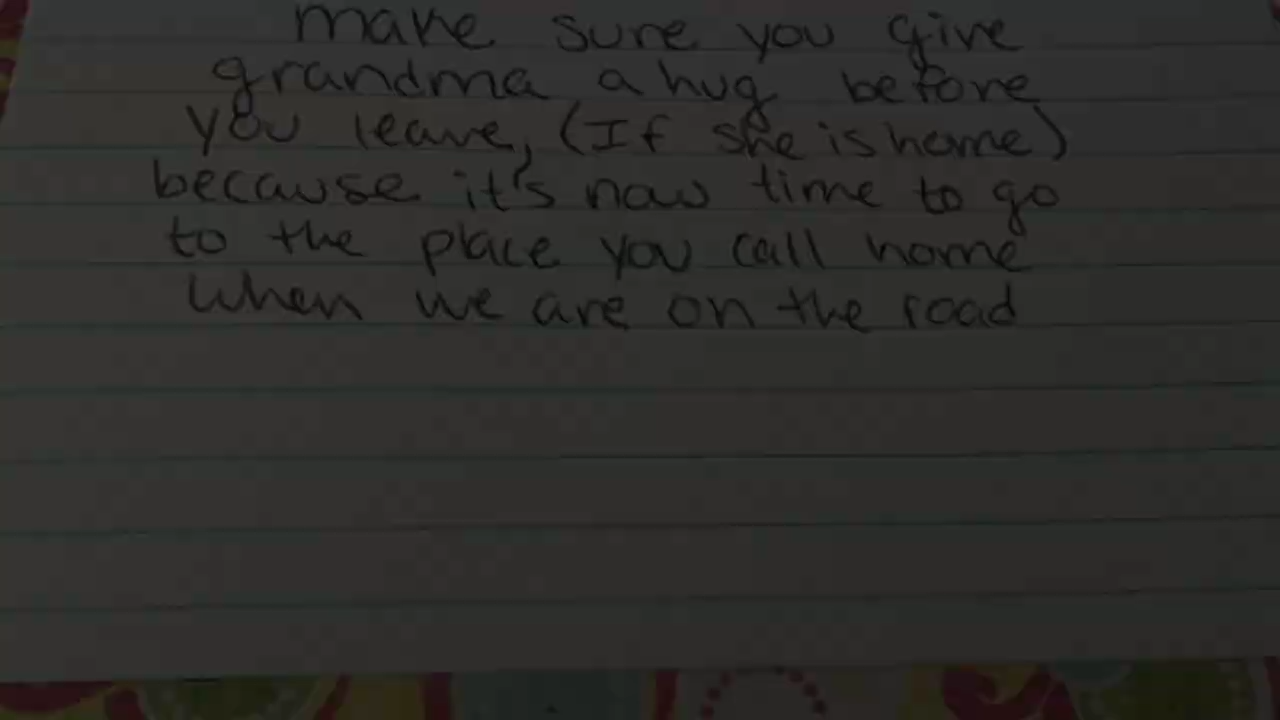 make sure you give
grandma a hug before
you leave, (If she is home)
because it's now time to go
to the place you call home
when we are on the road